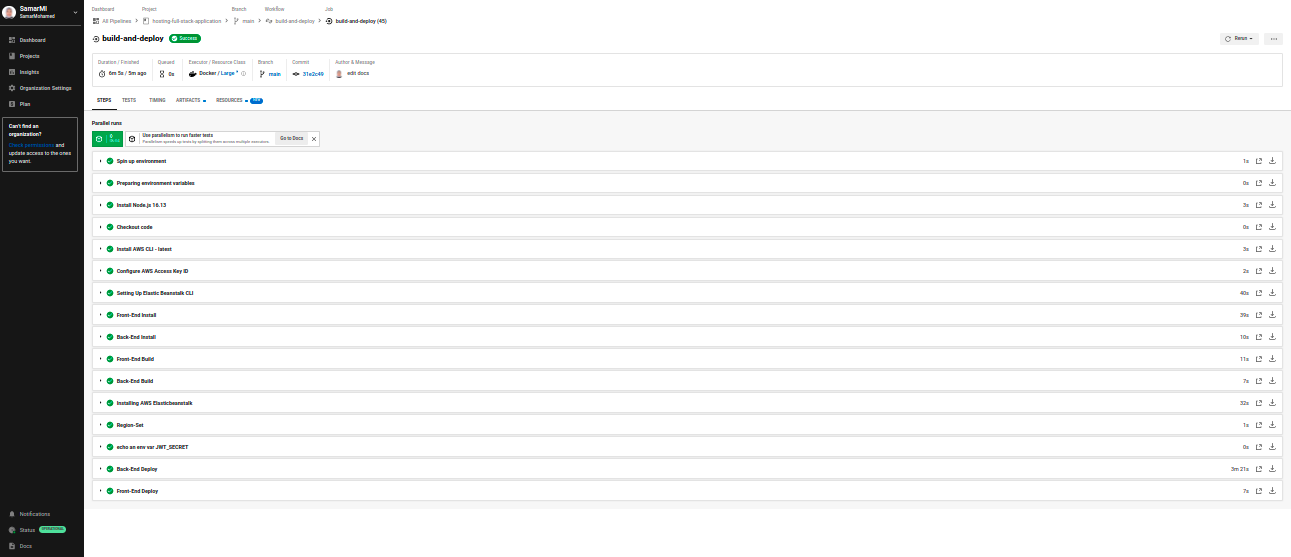 SamarMI
SamarMohamed
Dashboard
Projects
Insights
Organization Settings
Plan
Can't find an organization?
Check permissions and update access to the ones you want.
Notifications
Status OPERATIONAL
Docs
Dashboard Project Branch Workflow Job
All Pipelines hosting-full-stack-application main build-and-deploy build-and-deploy (45)
build-and-deploy Success
Rerun
Duration / Finished Queued Executor / Resource Class Branch Commit Author & Message
6m 5s / 5m ago 0s Docker / Large main 31e2c49 edit docs
STEPS TESTS TIMING ARTIFACTS RESOURCES
Parallel runs
0
Use parallelism to run faster tests
Parallelism speeds up tests by splitting them across multiple executors.
Go to Docs
Spin up environment 1s
Preparing environment variables 0s
Install Node.js 16.13 3s
Checkout code 0s
Install AWS CLI - latest 3s
Configure AWS Access Key ID 2s
Setting Up Elastic Beanstalk CLI 40s
Front-End Install 39s
Back-End Install 10s
Front-End Build 11s
Back-End Build 7s
Installing AWS Elasticbeanstalk 32s
Region-Set 1s
echo an env var JWT_SECRET 0s
Back-End Deploy 3m 21s
Front-End Deploy 7s